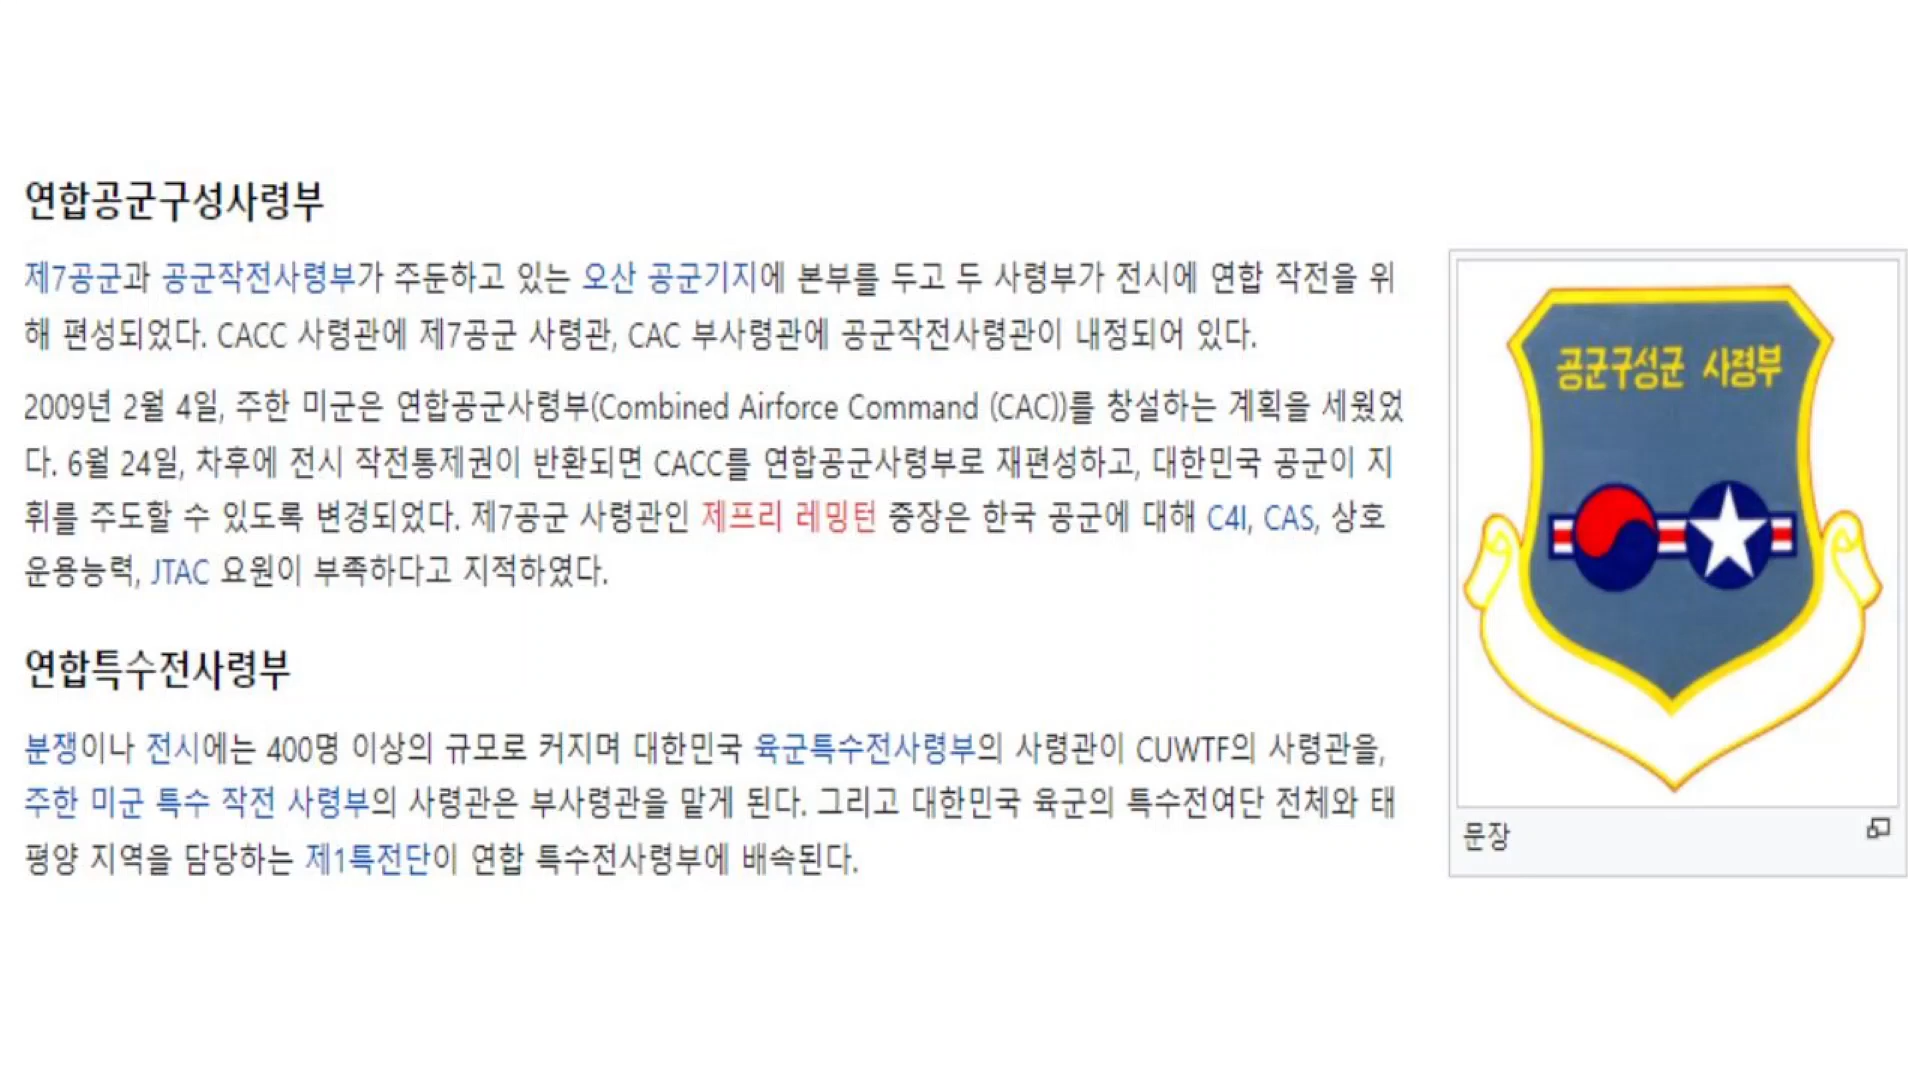 연합공군구성사령부
제7공군과 공군작전사령부가 주둔하고 있는 오산 공군기지에 본부를 두고 두 사령부가 전시에 연합 작전을 위
해 편성되었다. CACC 사령관에 제7공군 사령관, CAC 부사령관에 공군작전사령관이 내정되어 있다.
2009년 2월 4일, 주한 미군은 연합공군사령부(Combined Airforce Command (CAC))를 창설하는 계획을 세웠었
다. 6월 24일, 차후에 전시 작전통제권이 반환되면 CACC를 연합공군사령부로 재편성하고, 대한민국 공군이 지
휘를 주도할 수 있도록 변경되었다. 제7공군 사령관인 제프리 레밍턴 중장은 한국 공군에 대해 C4I, CAS, 상호
운용능력, JTAC 요원이 부족하다고 지적하였다.
연합특수전사령부
분쟁이나 전시에는 400명 이상의 규모로 커지며 대한민국 육군특수전사령부의 사령관이 CUWTF의 사령관을,
주한 미군 특수 작전 사령부의 사령관은 부사령관을 맡게 된다. 그리고 대한민국 육군의 특수전여단 전체와 태
평양 지역을 담당하는 제1특전단이 연합 특수전사령부에 배속된다.
공군구성군 사령부
문장